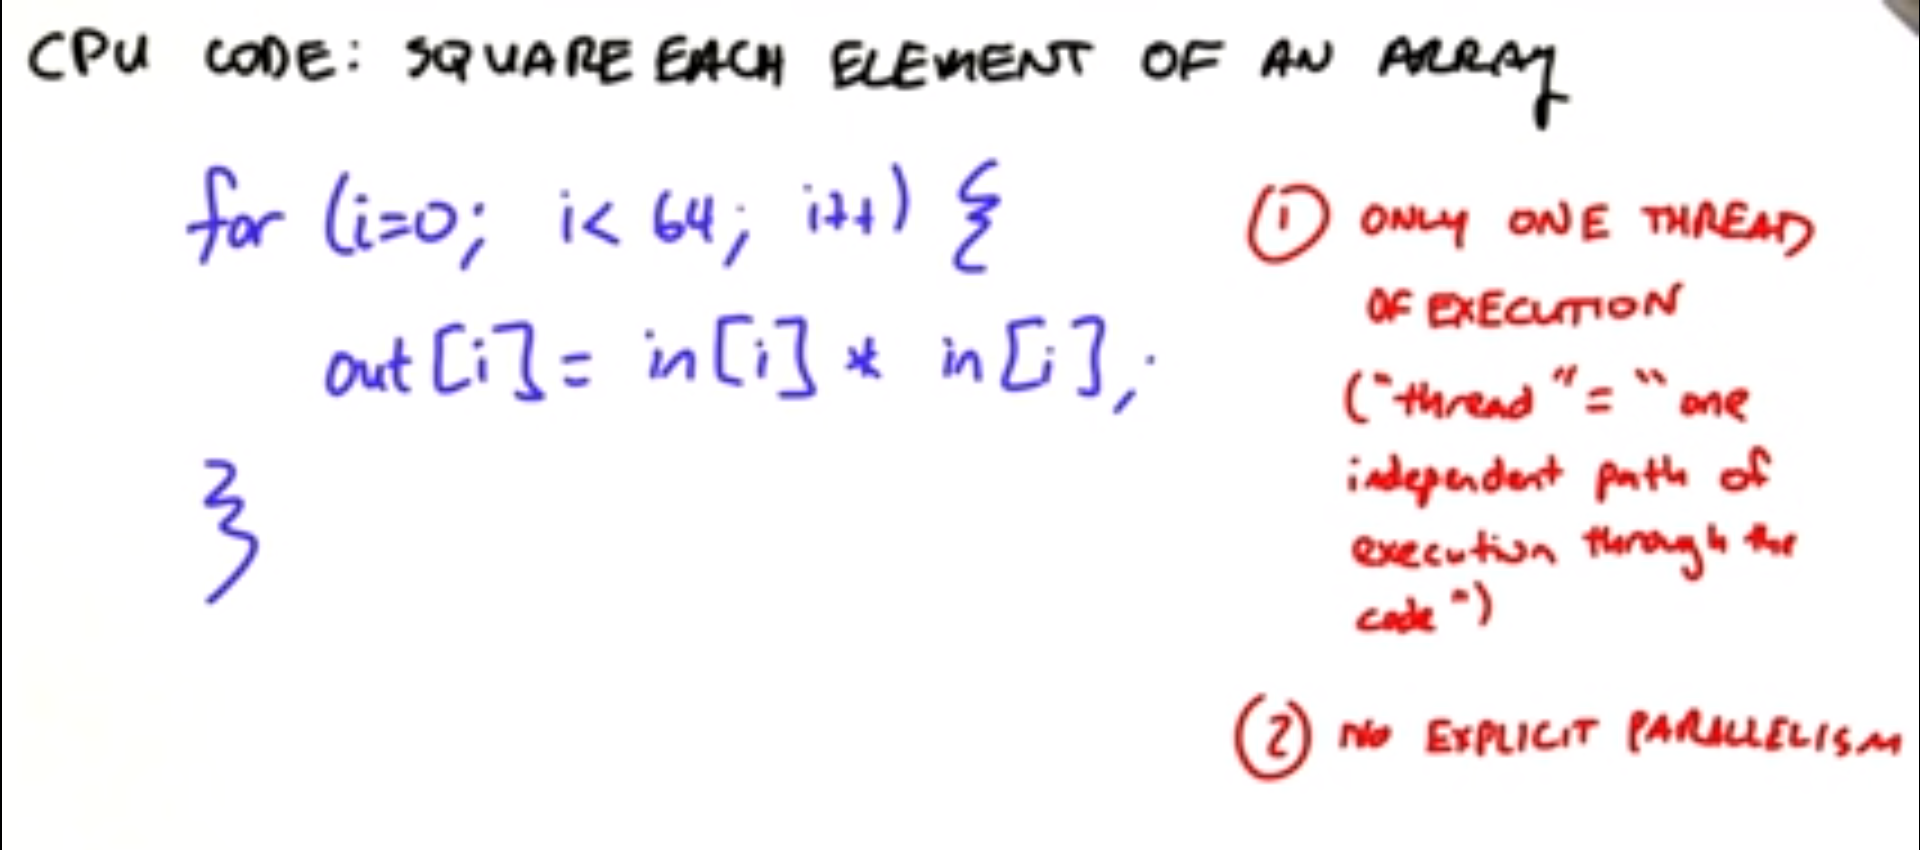 CPU CODE: SQUARE EACH ELEMENT OF AN ARRAY
for (i=0; i< 64; i++) {
out[i] = in[i] * in[i];
}
① ONLY ONE THREAD
OF EXECUTION
("thread" = "one
independent path of
execution through the
code")
② NO EXPLICIT PARALLELISM